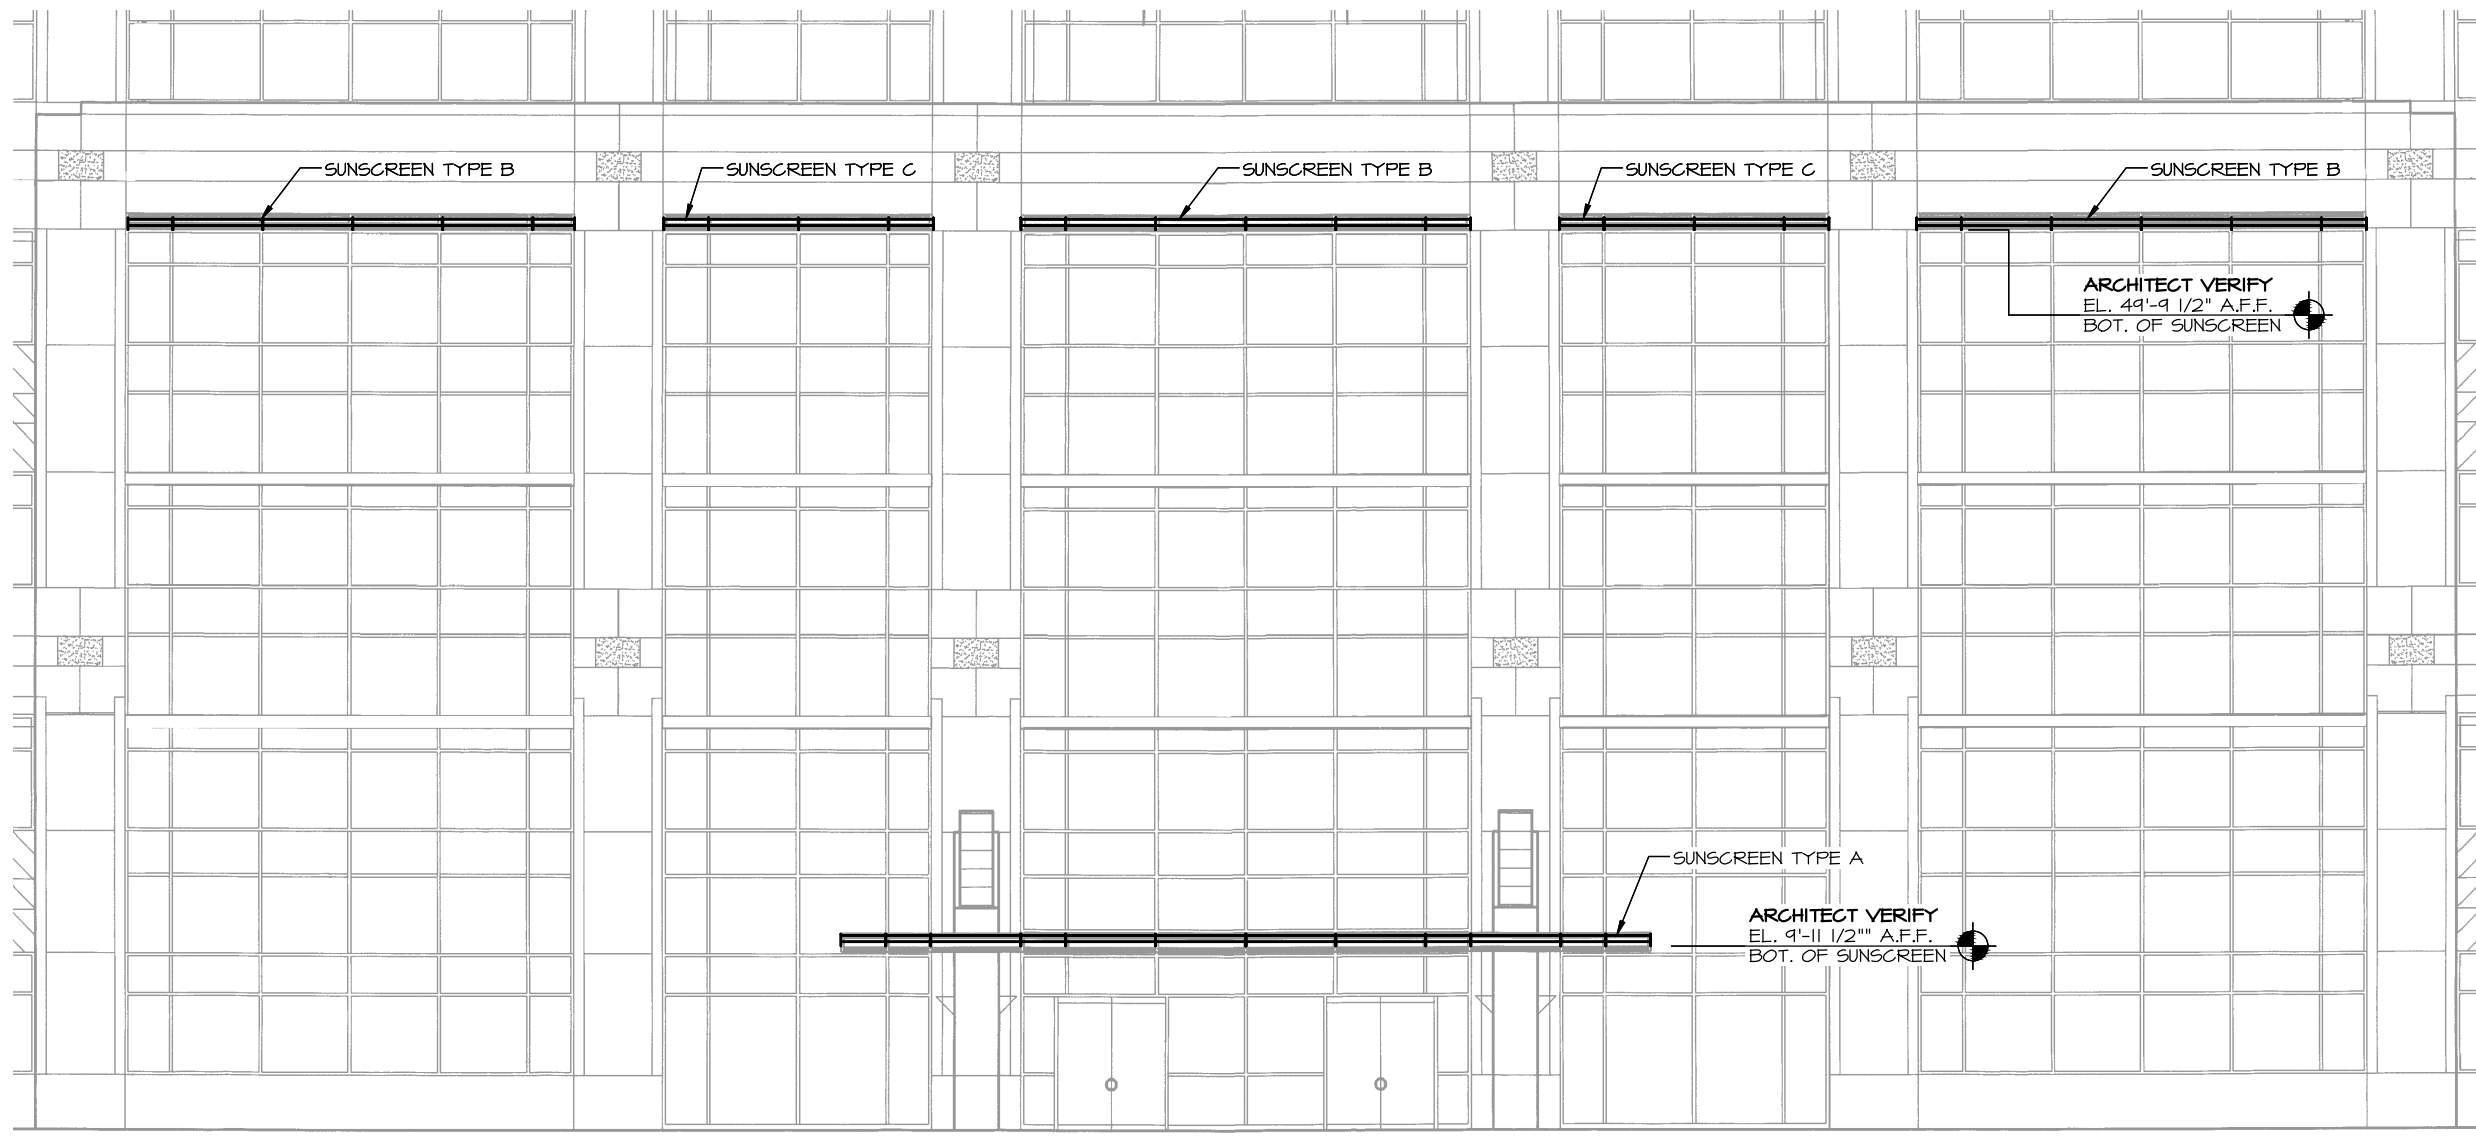 SUNSCREEN TYPE B
SUNSCREEN TYPE C
SUNSCREEN TYPE B
SUNSCREEN TYPE C
SUNSCREEN TYPE B
ARCHITECT VERIFY
EL. 49'-9 1/2" A.F.F.
BOT. OF SUNSCREEN
SUNSCREEN TYPE A
ARCHITECT VERIFY
EL. 9'-11 1/2"" A.F.F.
BOT. OF SUNSCREEN